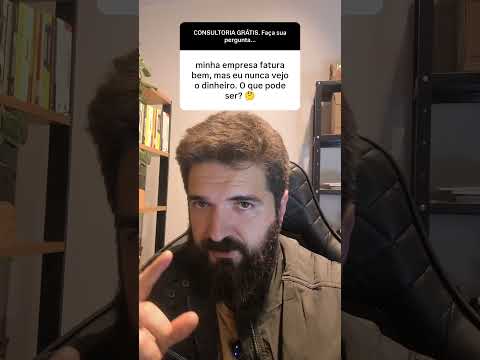 CONSULTORIA GRÁTIS. Faça sua
pergunta...
minha empresa fatura
bem, mas eu nunca vejo
o dinheiro. O que pode
ser? 🤔